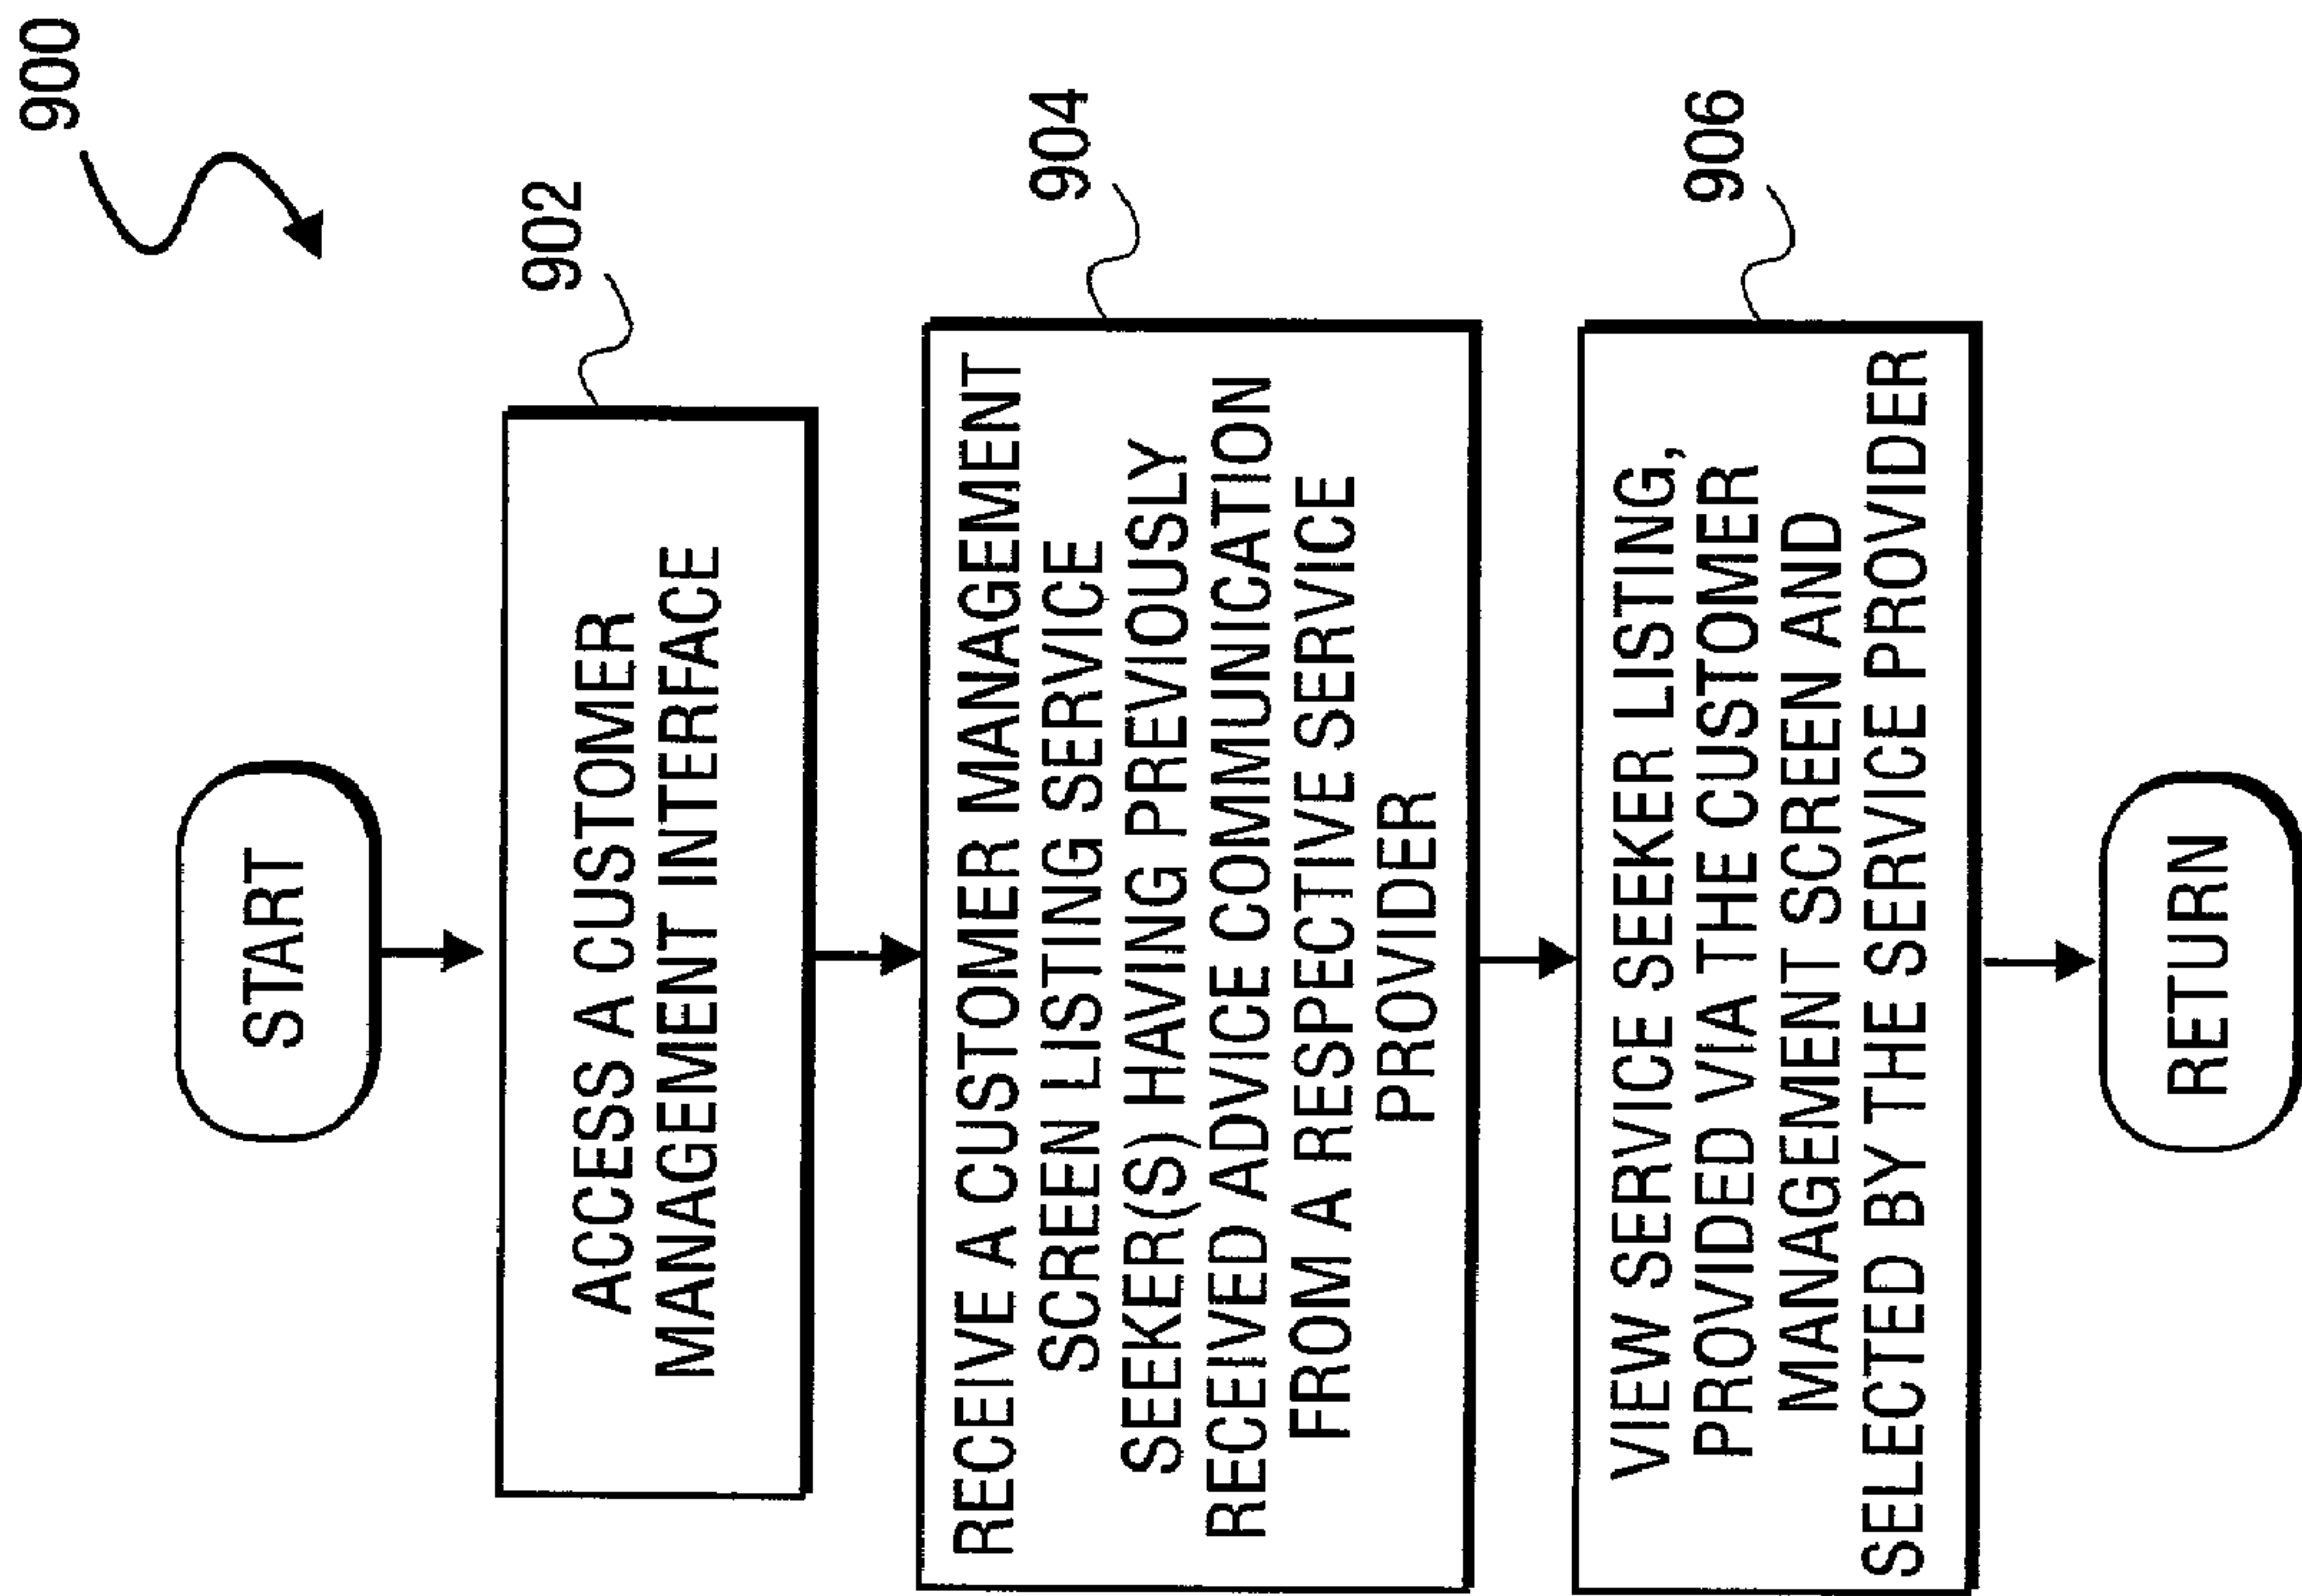 900
START
902
ACCESS A CUSTOMER
MANAGEMENT INTERFACE
904
RECEIVE A CUSTOMER MANAGEMENT
SCREEN LISTING SERVICE
SEEKER(S) HAVING PREVIOUSLY
RECEIVED ADVICE COMMUNICATION
FROM A RESPECTIVE SERVICE
PROVIDER
906
VIEW SERVICE SEEKER LISTING,
PROVIDED VIA THE CUSTOMER
MANAGEMENT SCREEN AND
SELECTED BY THE SERVICE PROVIDER
RETURN